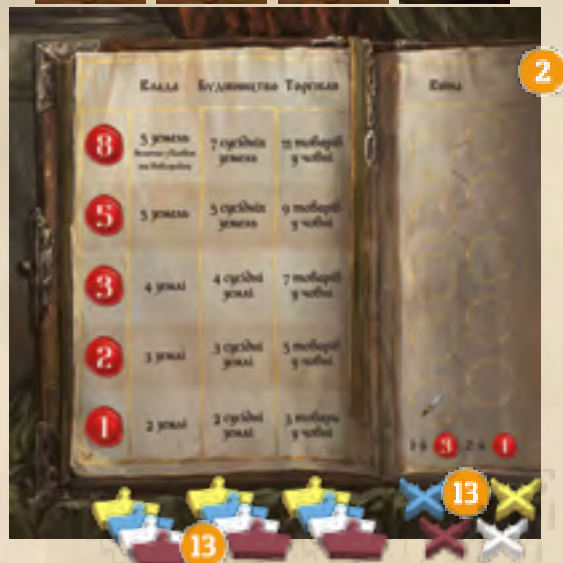 2
Влада Будівництво Торгівля Війна
8 5 земель 7 сусідніх земель 11 товарів у човні
5 5 земель 5 сусідніх земель 9 товарів у човні
3 4 землі 4 сусідні землі 7 товарів у човні
2 3 землі 3 сусідні землі 5 товарів у човні
1 2 землі 2 сусідні землі 3 товари у човні
3 1
13
13